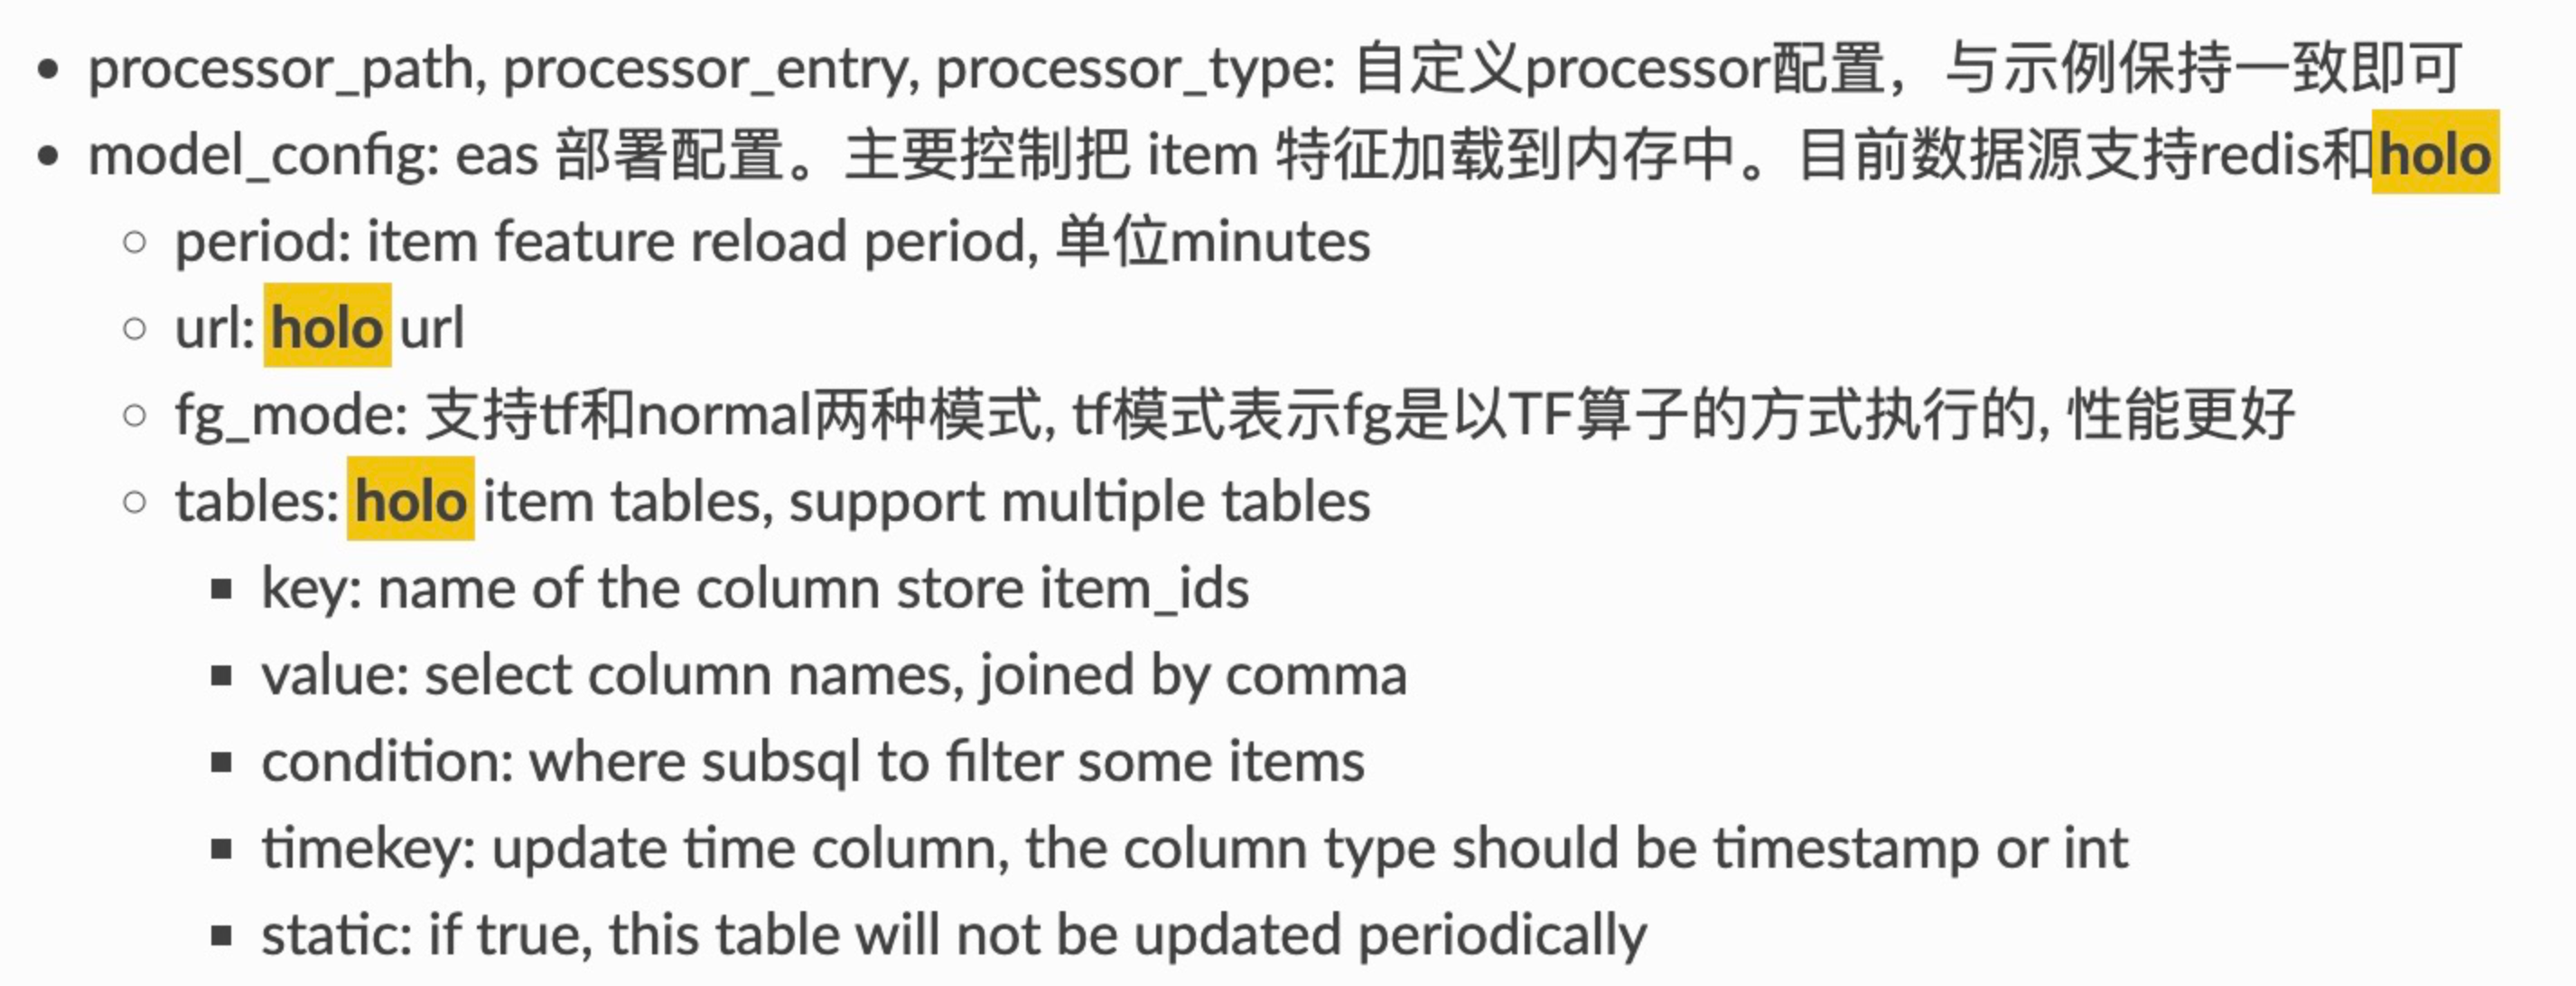 processor_path, processor_entry, processor_type: 自定义processor配置，与示例保持一致即可
model_config: eas 部署配置。主要控制把 item 特征加载到内存中。目前数据源支持redis和holo
period: item feature reload period, 单位minutes
url: holo url
fg_mode: 支持tf和normal两种模式, tf模式表示fg是以TF算子的方式执行的, 性能更好
tables: holo item tables, support multiple tables
key: name of the column store item_ids
value: select column names, joined by comma
condition: where subsql to filter some items
timekey: update time column, the column type should be timestamp or int
static: if true, this table will not be updated periodically